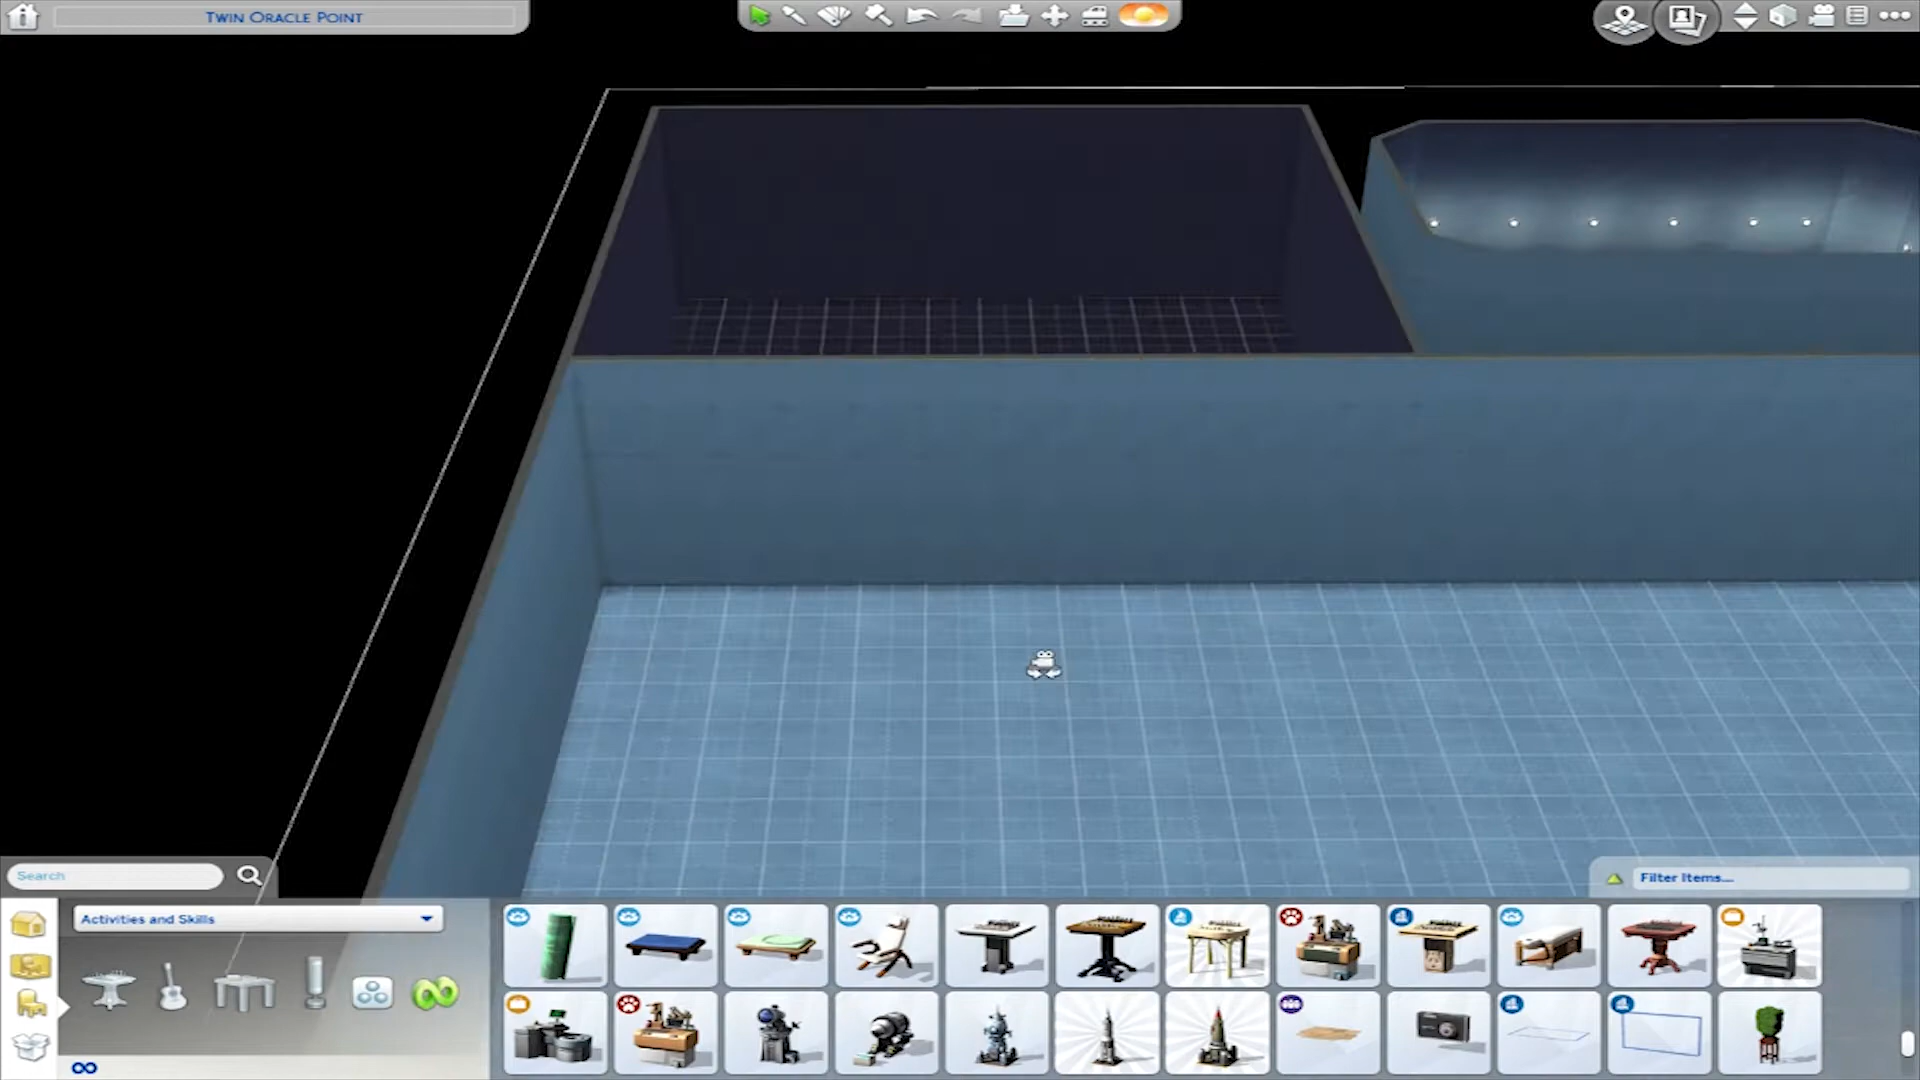 Twin Oracle Point
Search
Filter Items...
Activities and Skills